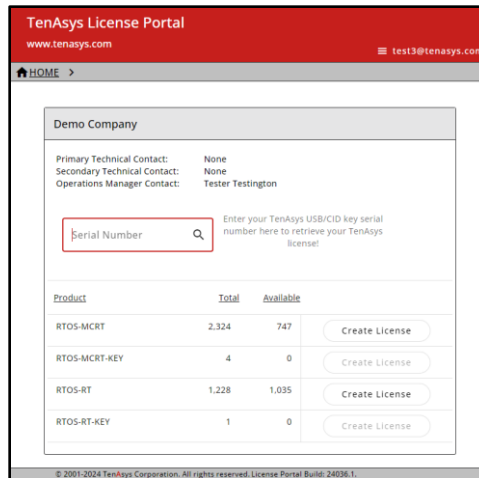 TenAsys License Portal
www.tenasys.com
≡ test3@tenasys.com
HOME >
Demo Company
Primary Technical Contact: None
Secondary Technical Contact: None
Operations Manager Contact: Tester Testington
Serial Number
Enter your TenAsys USB/CID key serial
number here to retrieve your TenAsys
license!
Product Total Available
RTOS-MCRT 2,324 747 Create License
RTOS-MCRT-KEY 4 0 Create License
RTOS-RT 1,228 1,035 Create License
RTOS-RT-KEY 1 0 Create License
© 2001-2024 TenAsys Corporation. All rights reserved. License Portal Build: 24036.1.